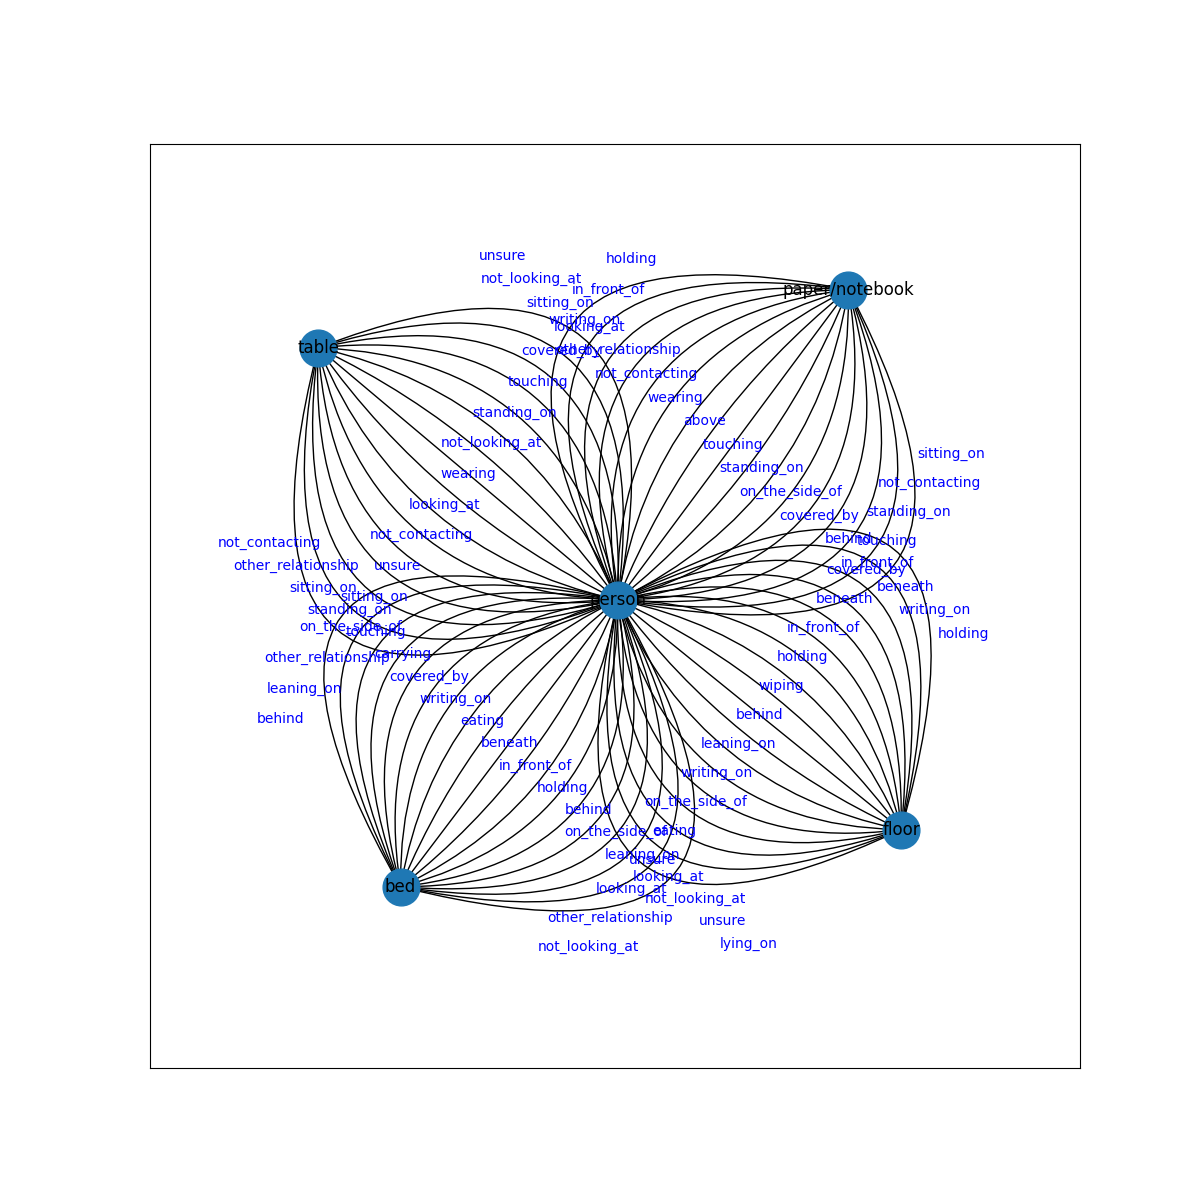 unsure
holding
not_looking_at
in_front_of
paper/notebook
sitting_on
writing_on
looking_at
table
covered_by
other_relationship
not_contacting
touching
wearing
standing_on
above
not_looking_at
touching
sitting_on
wearing
standing_on
not_contacting
on_the_side_of
looking_at
standing_on
covered_by
not_contacting
behind
touching
not_contacting
in_front_of
other_relationship
unsure
covered_by
sitting_on
beneath
sitting_on
person
beneath
standing_on
writing_on
on_the_side_of
touching
in_front_of
holding
other_relationship
carrying
holding
covered_by
leaning_on
wiping
writing_on
behind
eating
behind
beneath
leaning_on
in_front_of
writing_on
holding
on_the_side_of
behind
on_the_side_of
eating
floor
leaning_on
unsure
looking_at
bed
looking_at
not_looking_at
other_relationship
unsure
not_looking_at
lying_on